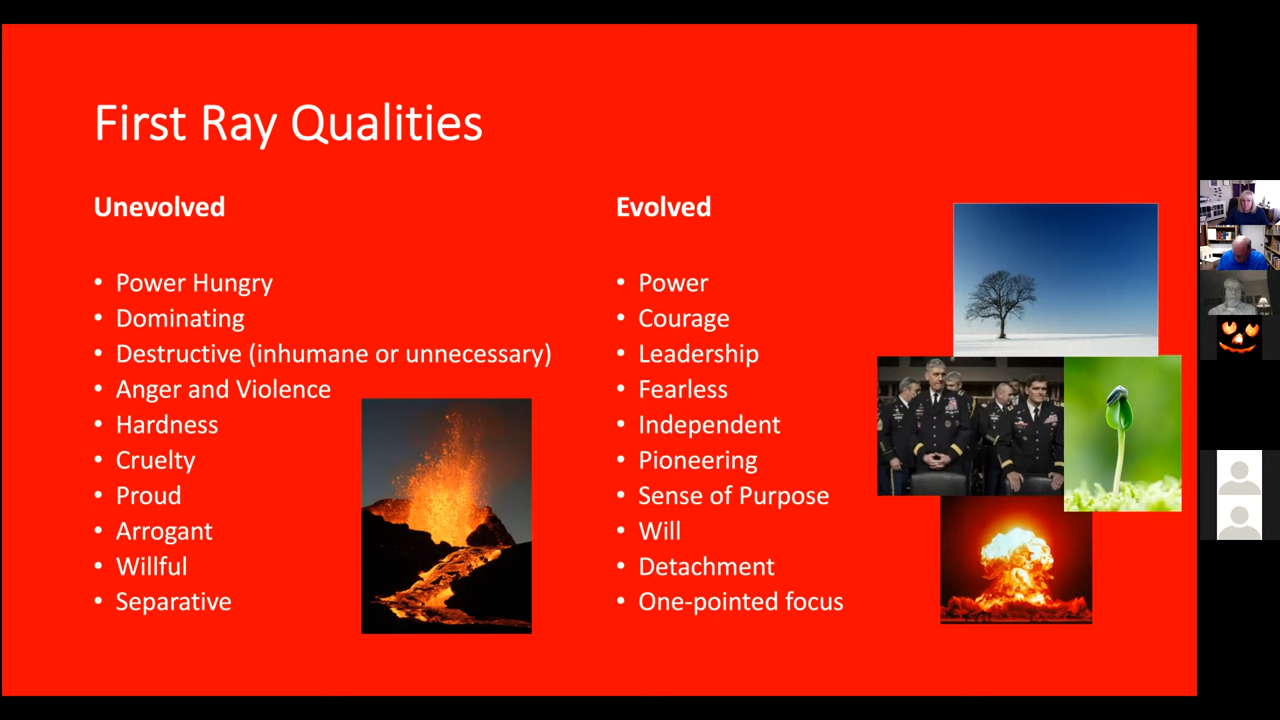 First Ray Qualities
Unevolved
• Power Hungry
• Dominating
• Destructive (inhumane or unnecessary)
• Anger and Violence
• Hardness
• Cruelty
• Proud
• Arrogant
• Willful
• Separative
Evolved
• Power
• Courage
• Leadership
• Fearless
• Independent
• Pioneering
• Sense of Purpose
• Will
• Detachment
• One-pointed focus